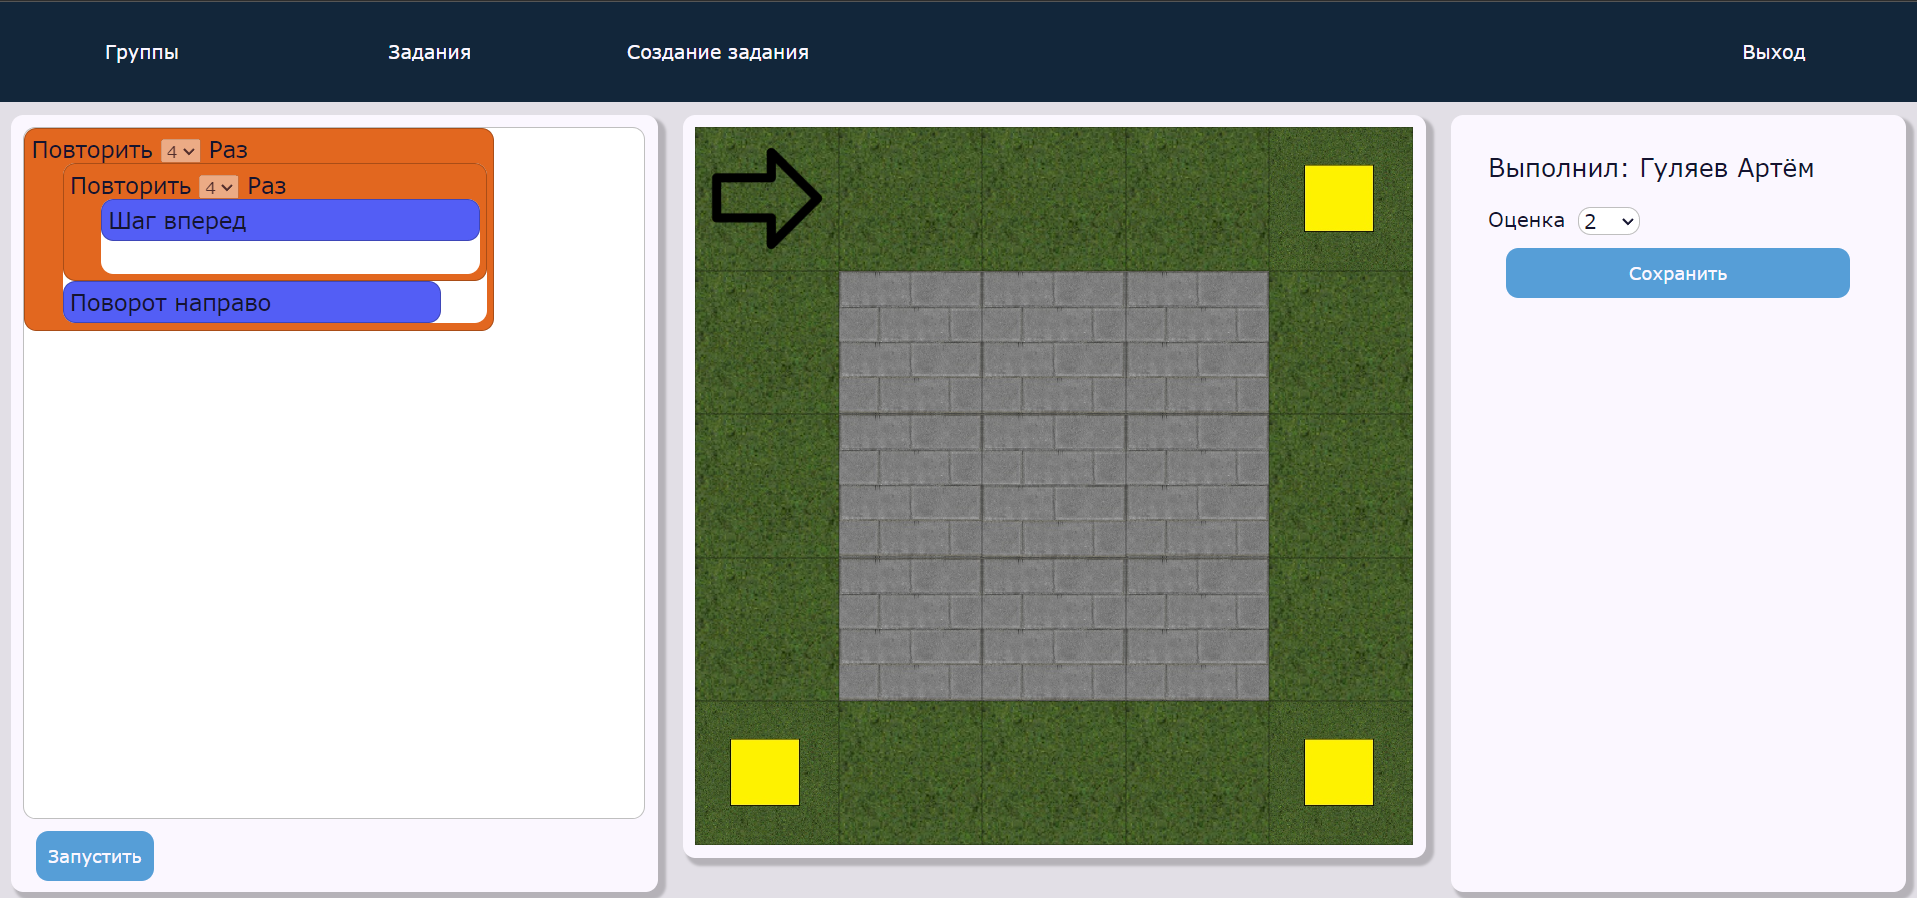 Группы Задания Создание задания Выход
Повторить 4 Раз
Повторить 4 Раз
Шаг вперед
Поворот направо
Запустить
Выполнил: Гуляев Артём
Оценка 2
Сохранить